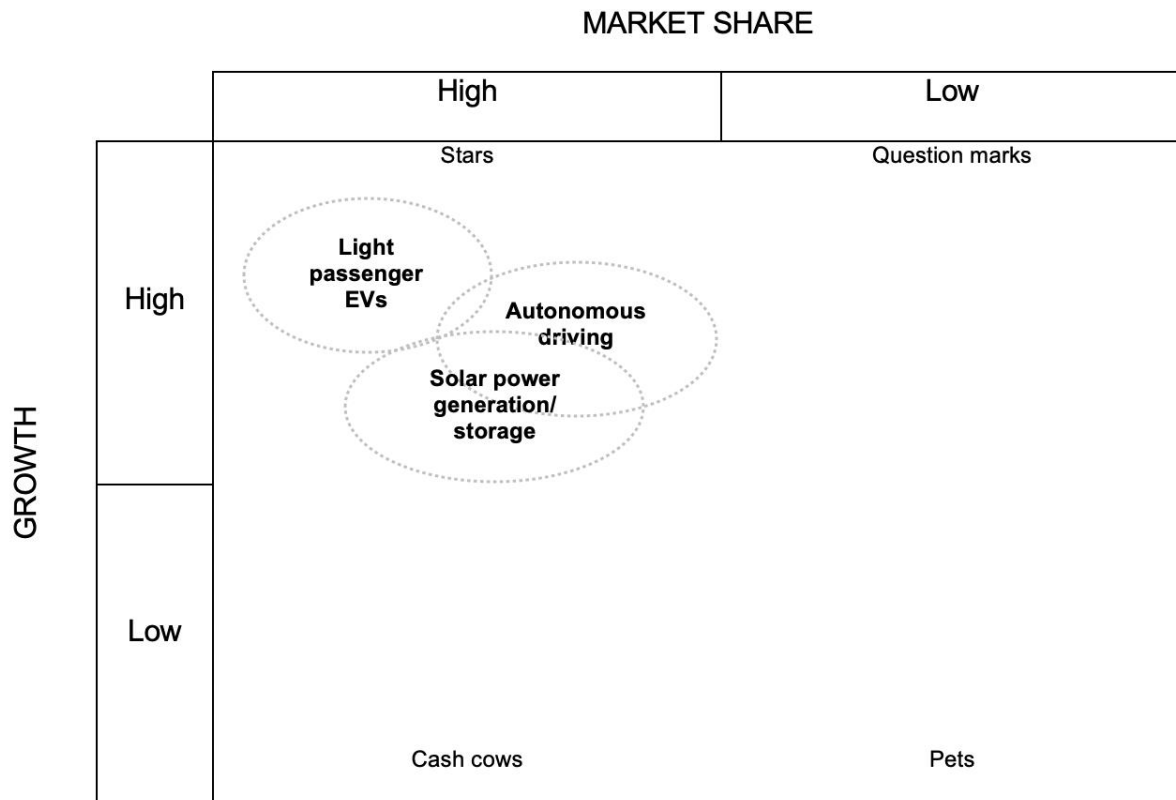 MARKET SHARE
High
Low
Stars
Question marks
High
Light
passenger
EVs
Autonomous
driving
Solar power
generation/
storage
GROWTH
Low
Cash cows
Pets